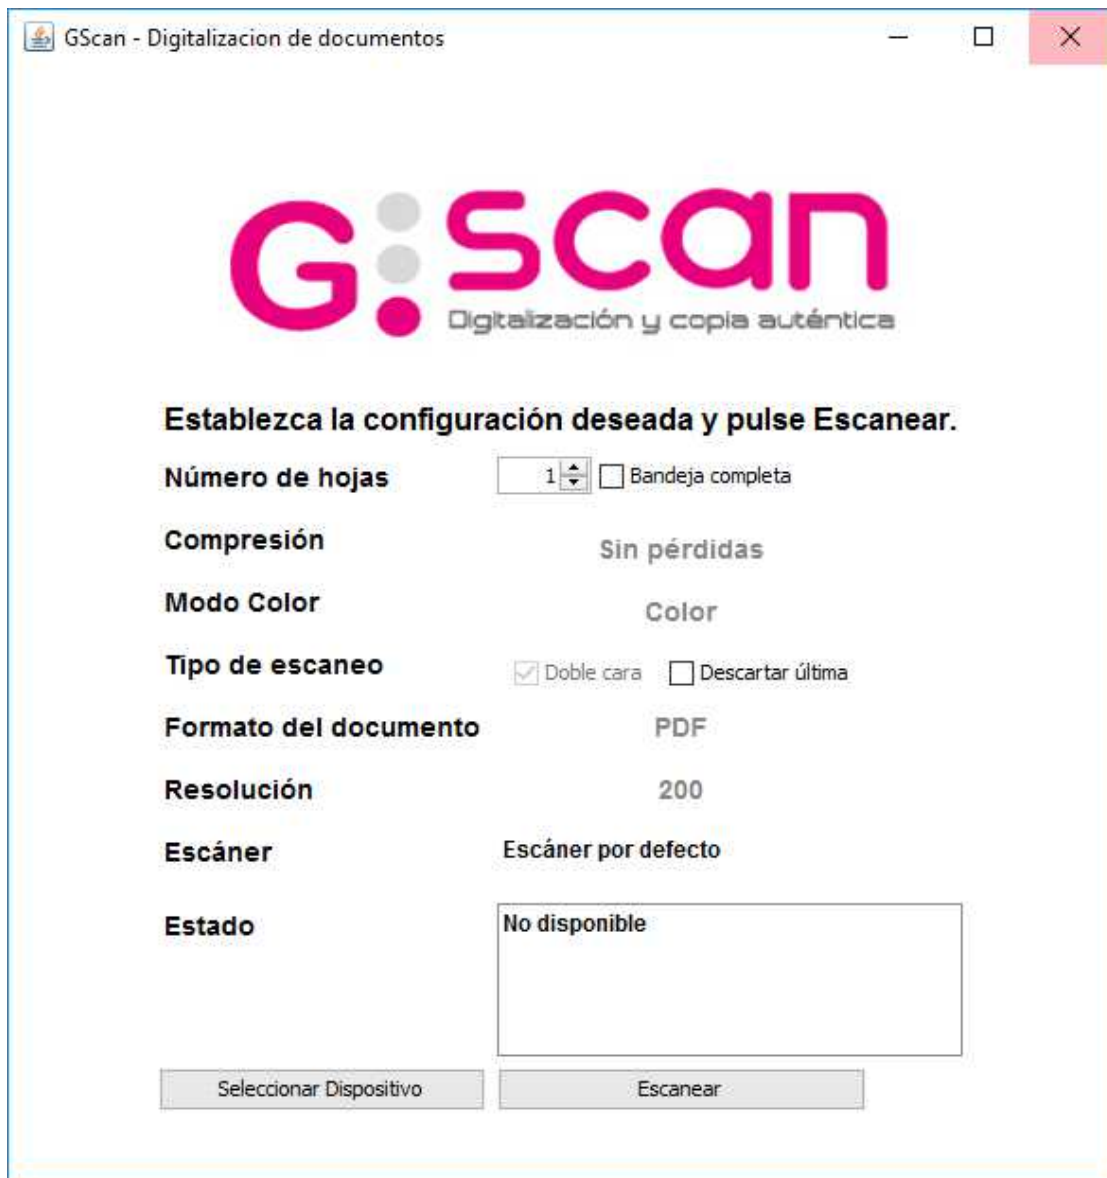 GScan - Digitalizacion de documentos
G scan
Digitalización y copia auténtica
Establezca la configuración deseada y pulse Escanear.
Número de hojas 1 Bandeja completa
Compresión Sin pérdidas
Modo Color Color
Tipo de escaneo Doble cara Descartar última
Formato del documento PDF
Resolución 200
Escáner Escáner por defecto
Estado No disponible
Seleccionar Dispositivo Escanear